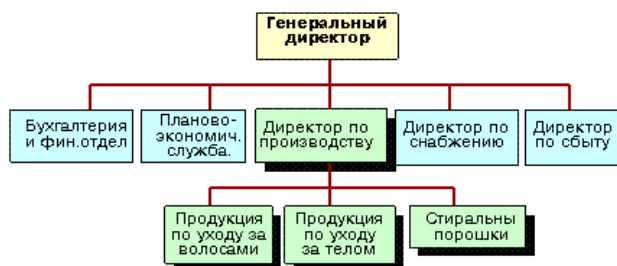 Генеральный
директор
Бухгалтерия
и фин.отдел
Планово-
экономич.
служба.
Директор по
производству
Директор по
снабжению
Директор
по сбыту
Продукция
по уходу за
волосами
Продукция
по уходу
за телом
Стиральны
порошки